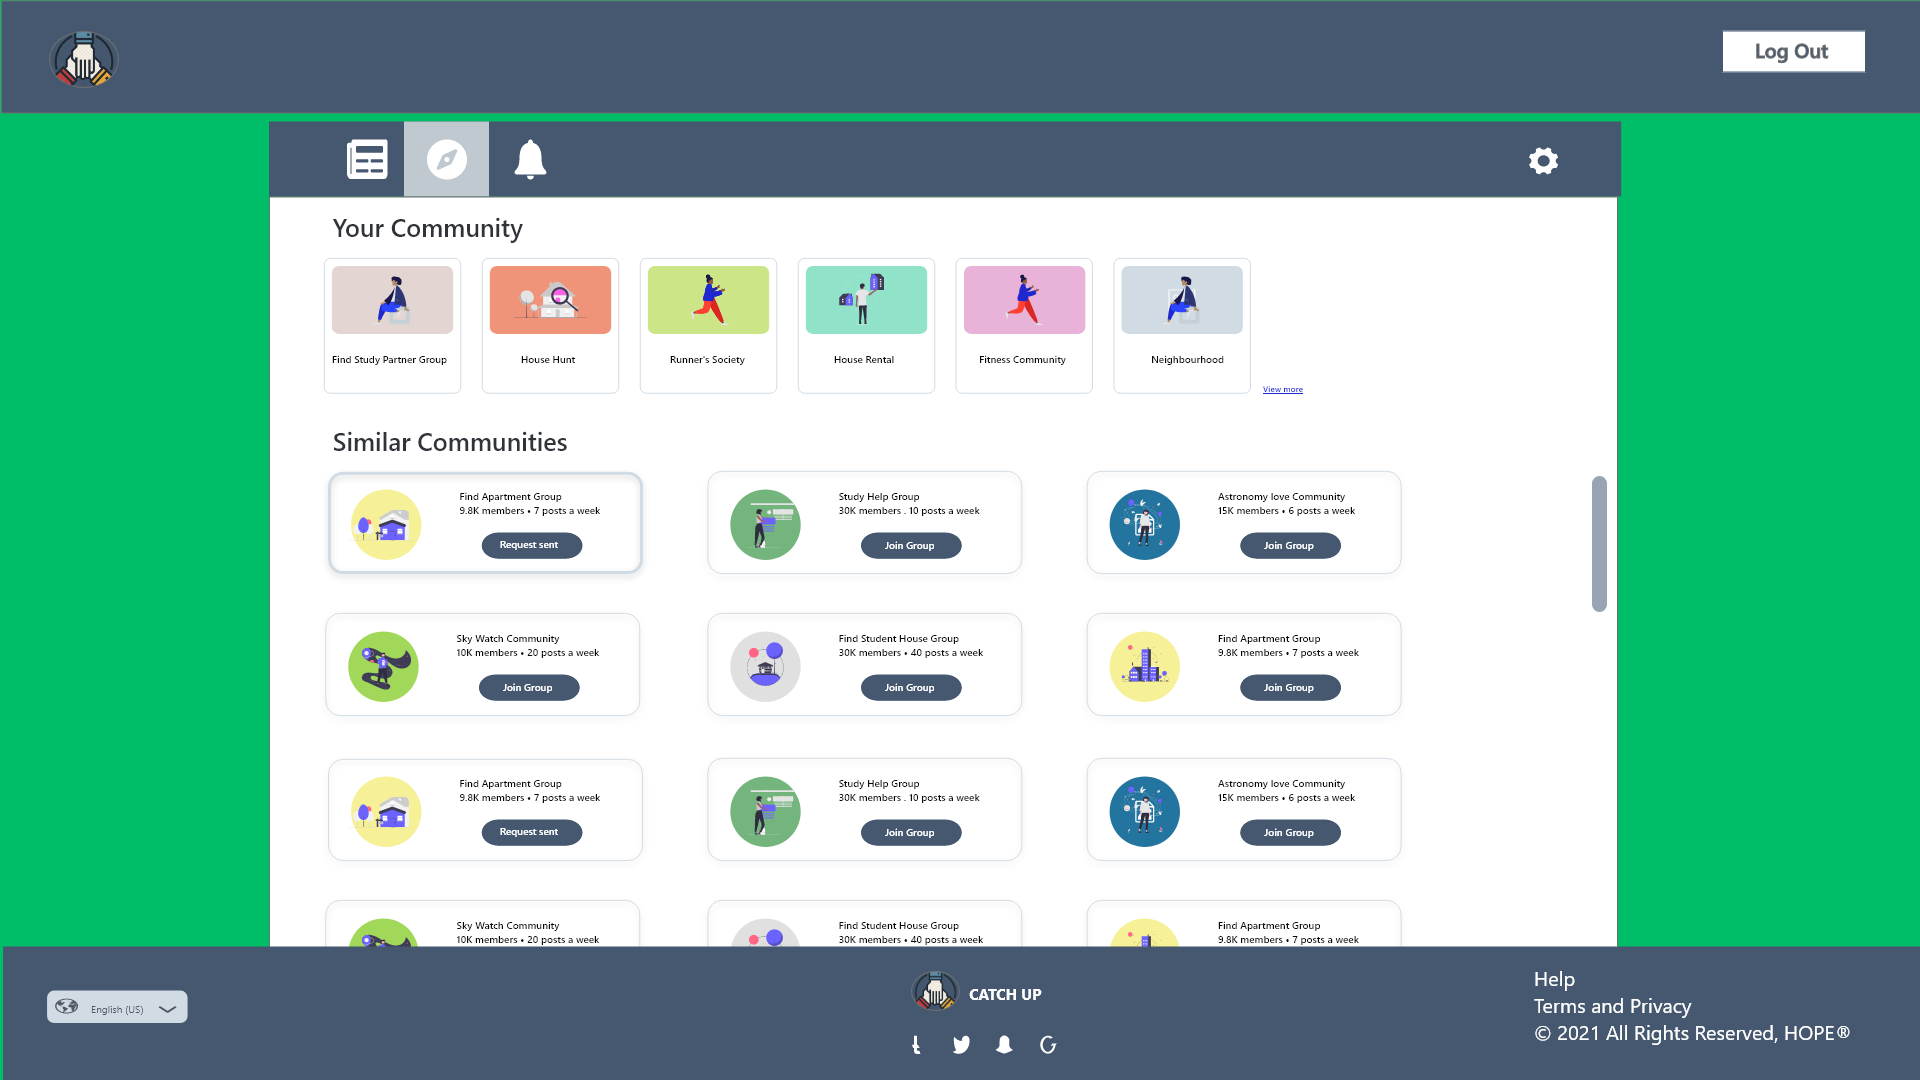 Log Out
Your Community
Find Study Partner Group
House Hunt
Runner's Society
House Rental
Fitness Community
Neighbourhood
View more
Similar Communities
Find Apartment Group
9.8K members • 7 posts a week
Request sent
Study Help Group
30K members . 10 posts a week
Join Group
Astronomy love Community
15K members • 6 posts a week
Join Group
Sky Watch Community
10K members • 20 posts a week
Join Group
Find Student House Group
30K members • 40 posts a week
Join Group
Find Apartment Group
9.8K members • 7 posts a week
Join Group
Find Apartment Group
9.8K members • 7 posts a week
Request sent
Study Help Group
30K members . 10 posts a week
Join Group
Astronomy love Community
15K members • 6 posts a week
Join Group
Sky Watch Community
10K members • 20 posts a week
Find Student House Group
30K members • 40 posts a week
Find Apartment Group
9.8K members • 7 posts a week
English (US)
CATCH UP
Help
Terms and Privacy
© 2021 All Rights Reserved, HOPE®